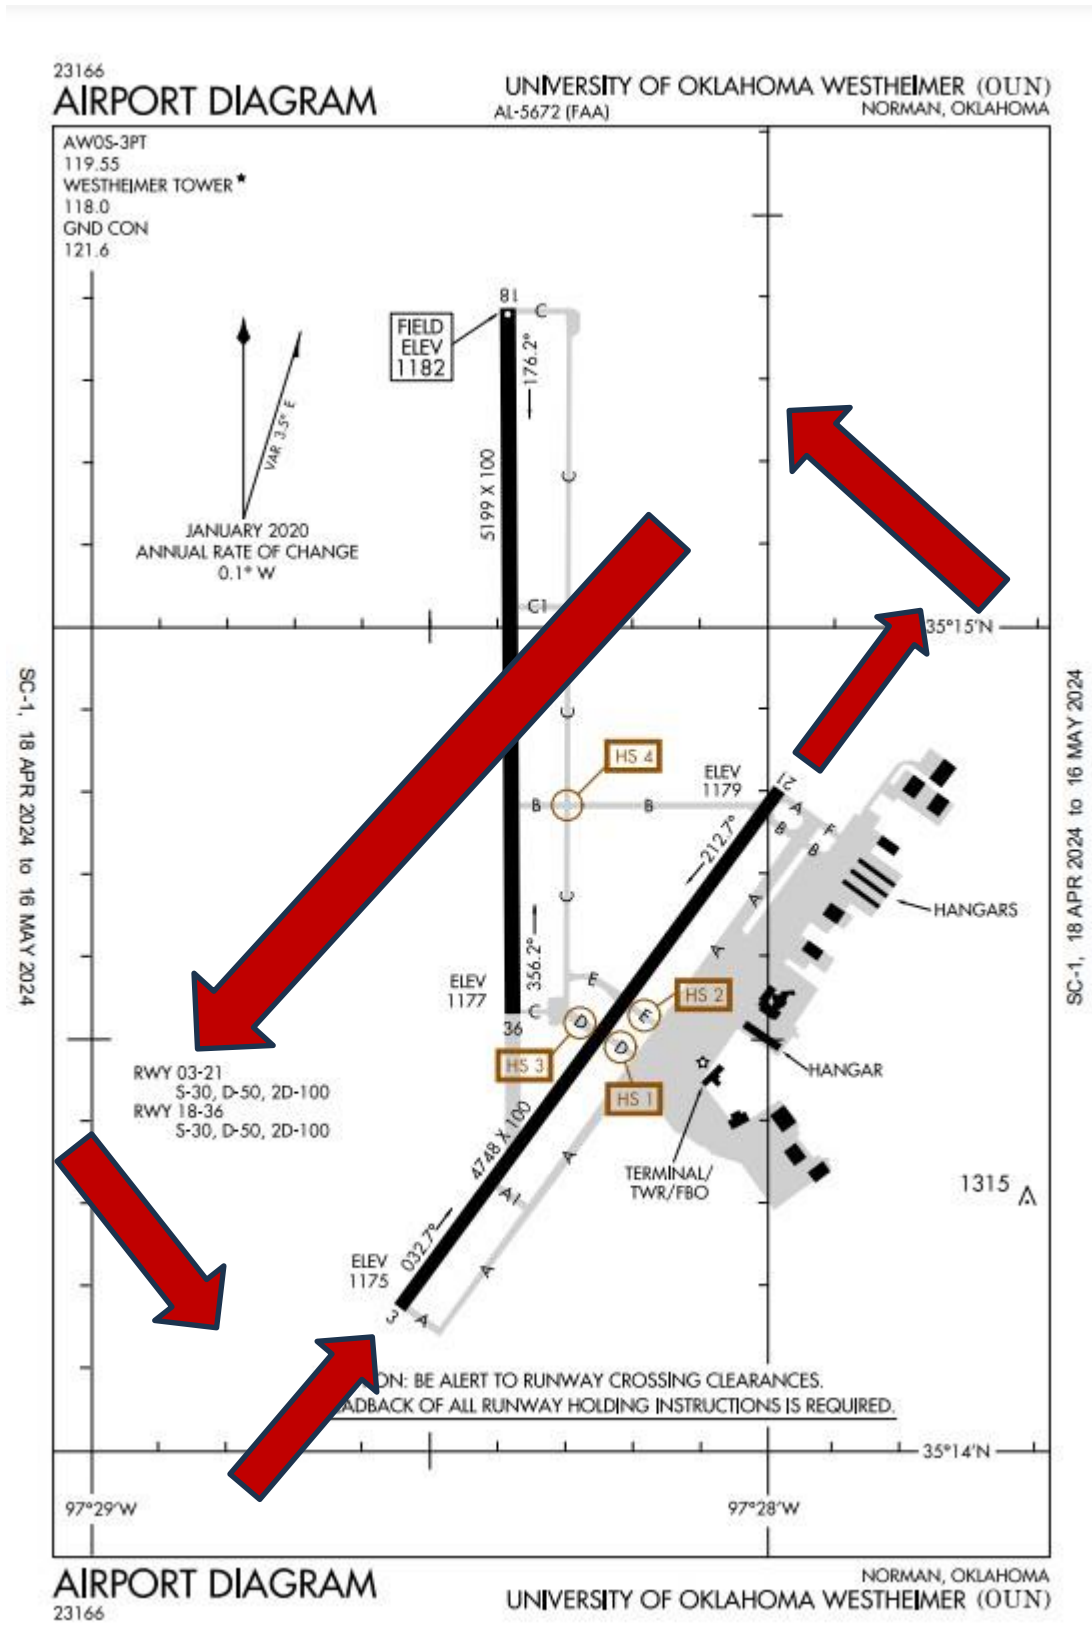 23166
AIRPORT DIAGRAM
UNIVERSITY OF OKLAHOMA WESTHEIMER (OUN)
AL-5672 (FAA)
NORMAN, OKLAHOMA
AWOS-3PT
119.55
WESTHEIMER TOWER★
118.0
GND CON
121.6
18
C
FIELD
ELEV
1182
176.2°
VAR 3.5° E
C
5199 X 100
JANUARY 2020
ANNUAL RATE OF CHANGE
0.1° W
C1
35°15'N
SC-1, 18 APR 2024 to 16 MAY 2024
SC-1, 18 APR 2024 to 16 MAY 2024
C
HS 4
ELEV
1179
21
B
B
A
B
F
B
212.7°
C
A
HANGARS
A
356.2°
E
ELEV
1177
HS 2
C
D
E
36
D
HS 3
HANGAR
RWY 03-21
S-30, D-50, 2D-100
RWY 18-36
S-30, D-50, 2D-100
HS 1
4748 X 100
A
TERMINAL/
TWR/FBO
1315
A1
032.7°
ELEV
1175
A
3
A
ON: BE ALERT TO RUNWAY CROSSING CLEARANCES.
ADBACK OF ALL RUNWAY HOLDING INSTRUCTIONS IS REQUIRED.
35°14'N
97°29'W
97°28'W
AIRPORT DIAGRAM
23166
NORMAN, OKLAHOMA
UNIVERSITY OF OKLAHOMA WESTHEIMER (OUN)